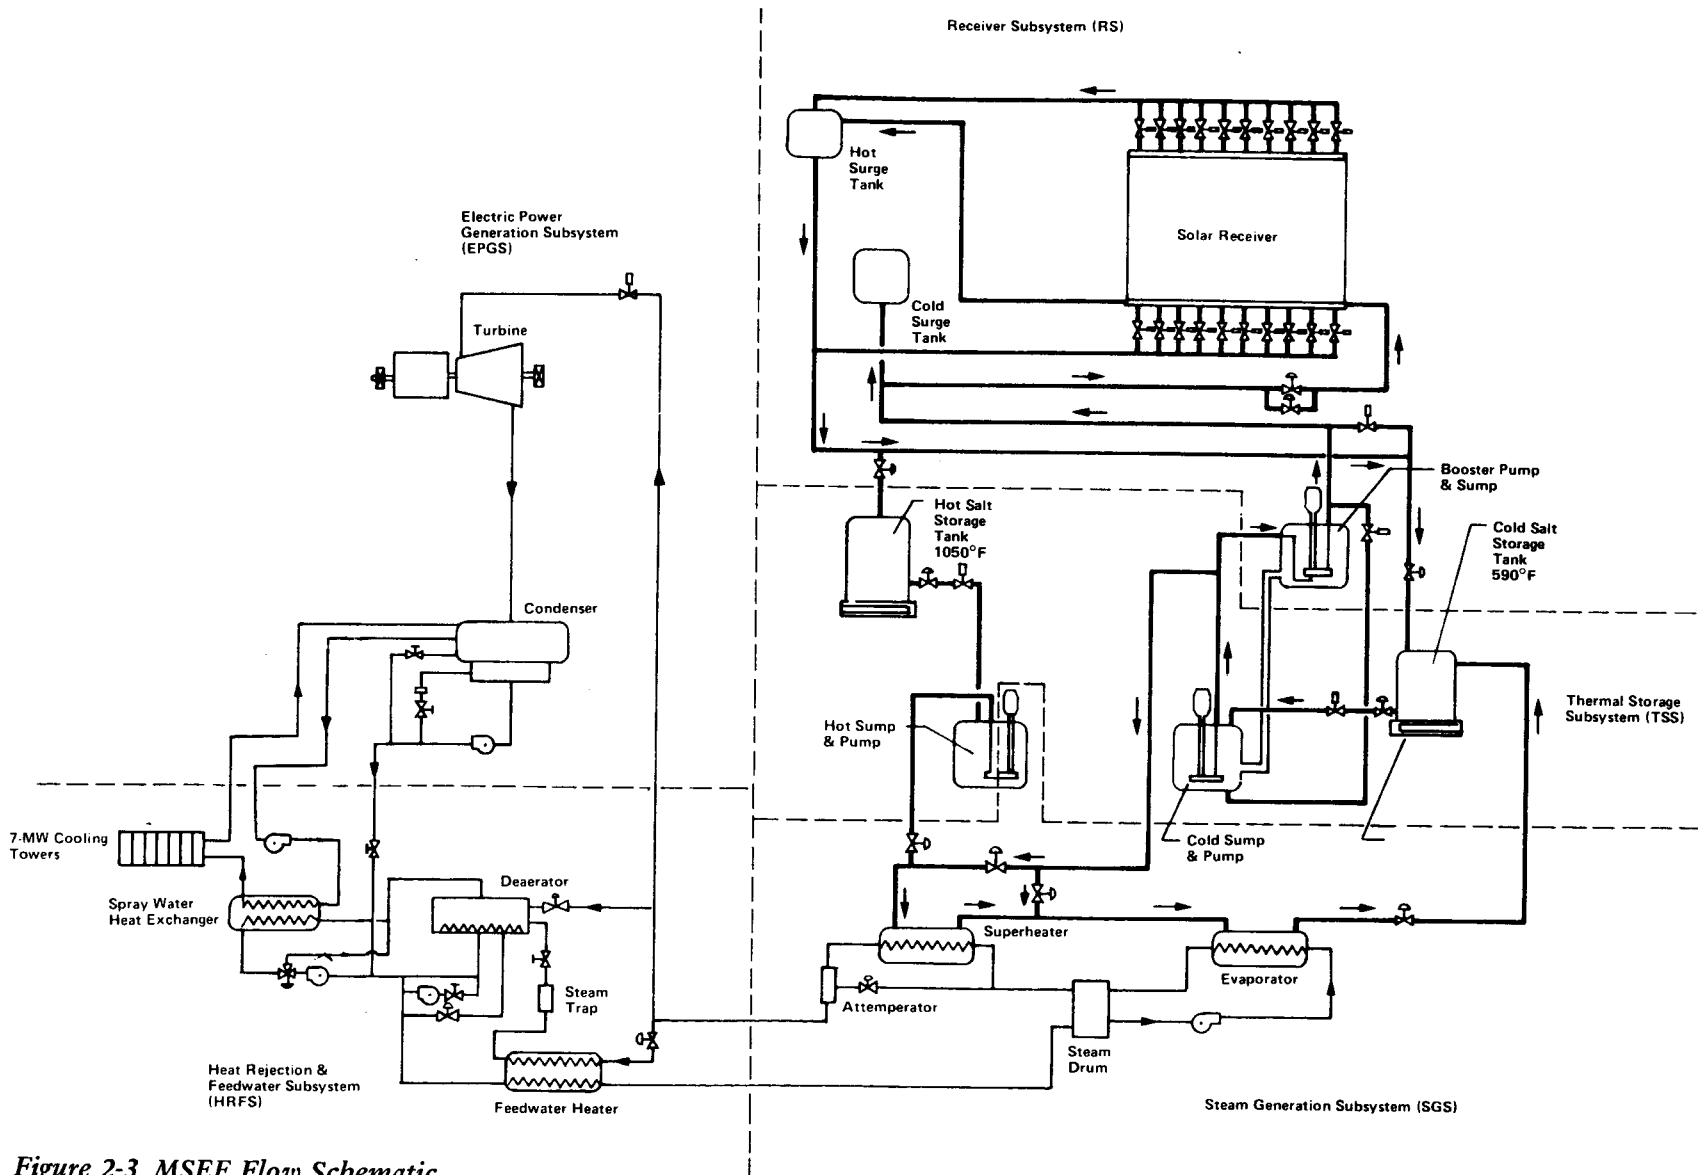 Receiver Subsystem (RS)
Hot
Surge
Tank
Solar Receiver
Electric Power
Generation Subsystem
(EPGS)
Cold
Surge
Tank
Turbine
Booster Pump
& Sump
Hot Salt
Storage
Tank
1050°F
Cold Salt
Storage
Tank
590°F
Condenser
Thermal Storage
Subsystem (TSS)
Hot Sump
& Pump
7-MW Cooling
Towers
Cold Sump
& Pump
Deaerator
Spray Water
Heat Exchanger
Superheater
Evaporator
Steam
Trap
Attemperator
Steam
Drum
Heat Rejection &
Feedwater Subsystem
(HRFS)
Feedwater Heater
Steam Generation Subsystem (SGS)
Figure 2-3 MSEE Flow Schematic